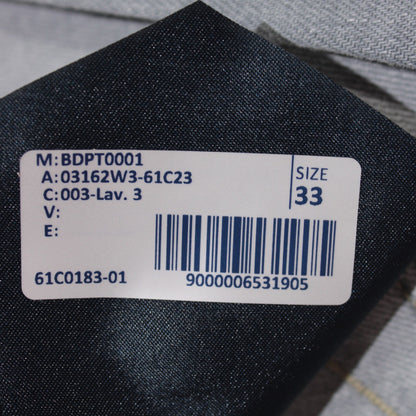 M: BDPT0001
A: 03162W3-61C23
C: 003-Lav. 3
V:
E:
SIZE
33
61C0183-01
9000006531905